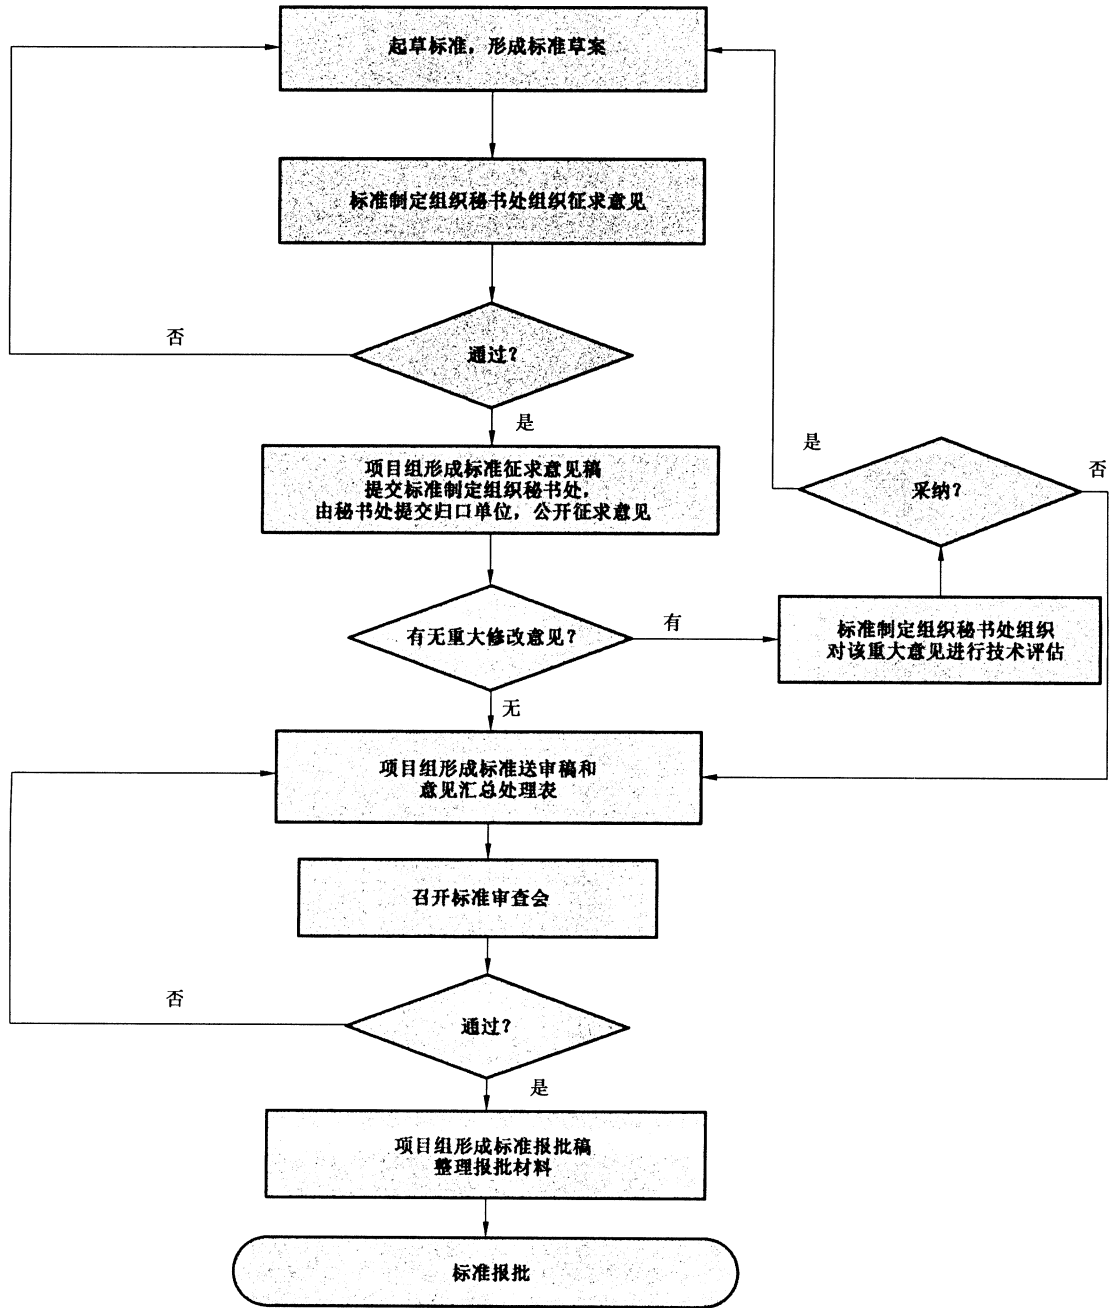 起草标准，形成标准草案
标准制定组织秘书处组织征求意见
通过？
否
是
项目组形成标准征求意见稿
提交标准制定组织秘书处，
由秘书处提交归口单位，公开征求意见
有无重大修改意见？
有
标准制定组织秘书处组织
对该重大意见进行技术评估
采纳？
是
否
无
项目组形成标准送审稿和
意见汇总处理表
召开标准审查会
通过？
否
是
项目组形成标准报批稿
整理报批材料
标准报批